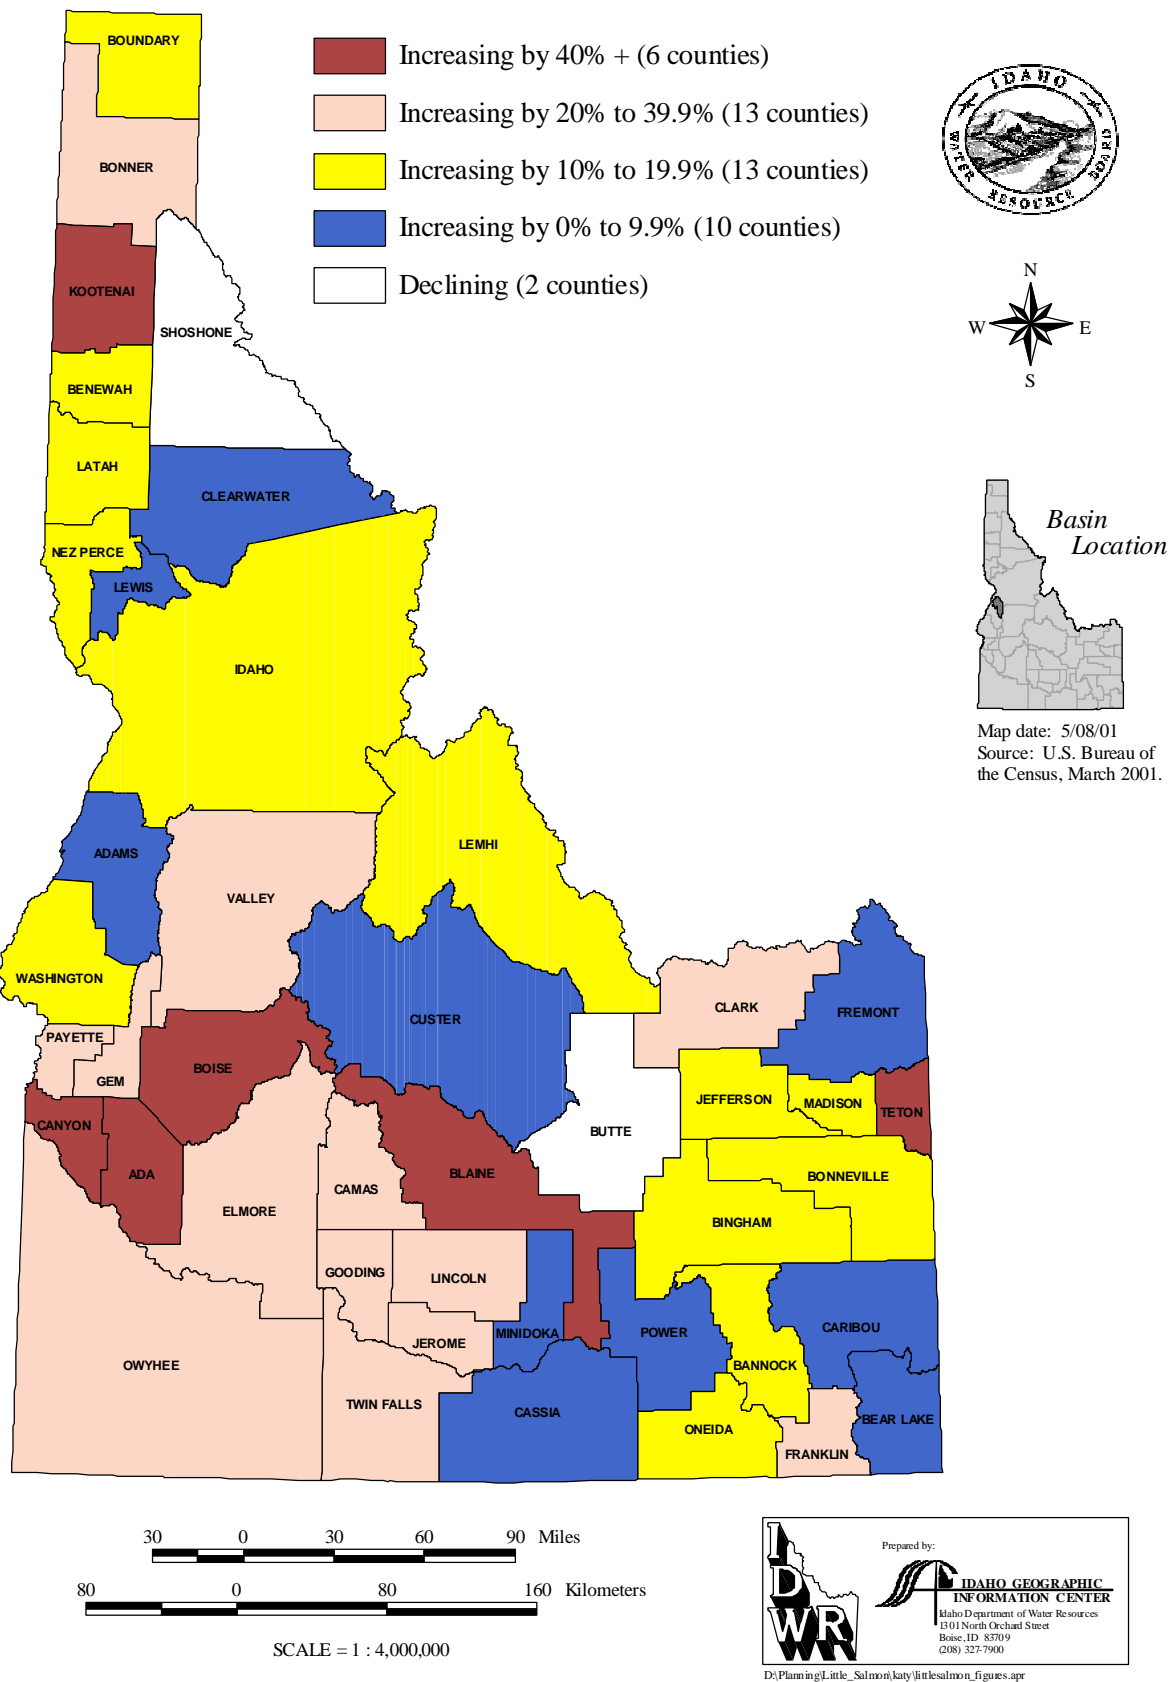 Increasing by 40% + (6 counties)
Increasing by 20% to 39.9% (13 counties)
Increasing by 10% to 19.9% (13 counties)
Increasing by 0% to 9.9% (10 counties)
Declining (2 counties)
IDAHO
WATER RESOURCE BOARD
N
W E
S
BOUNDARY
BONNER
KOOTENAI
SHOSHONE
BENEWAH
LATAH
CLEARWATER
NEZ PERCE
LEWIS
IDAHO
Basin
Location
Map date: 5/08/01
Source: U.S. Bureau of
the Census, March 2001.
ADAMS
LEMHI
VALLEY
WASHINGTON
CUSTER
CLARK
FREMONT
PAYETTE
GEM
BOISE
JEFFERSON
MADISON
TETON
CANYON
ADA
BUTTE
BLAINE
BONNEVILLE
CAMAS
ELMORE
BINGHAM
GOODING
LINCOLN
MINIDOKA
POWER
CARIBOU
JEROME
OWYHEE
BANNOCK
TWIN FALLS
CASSIA
ONEIDA
BEAR LAKE
FRANKLIN
30 0 30 60 90 Miles
80 0 80 160 Kilometers
SCALE = 1 : 4,000,000
IDWR
Prepared by:
IDAHO GEOGRAPHIC
INFORMATION CENTER
Idaho Department of Water Resources
1301 North Orchard Street
Boise, ID 83709
(208) 327-7900
D:\Planning\Little_Salmon\katy\littlesalmon_figures.apr